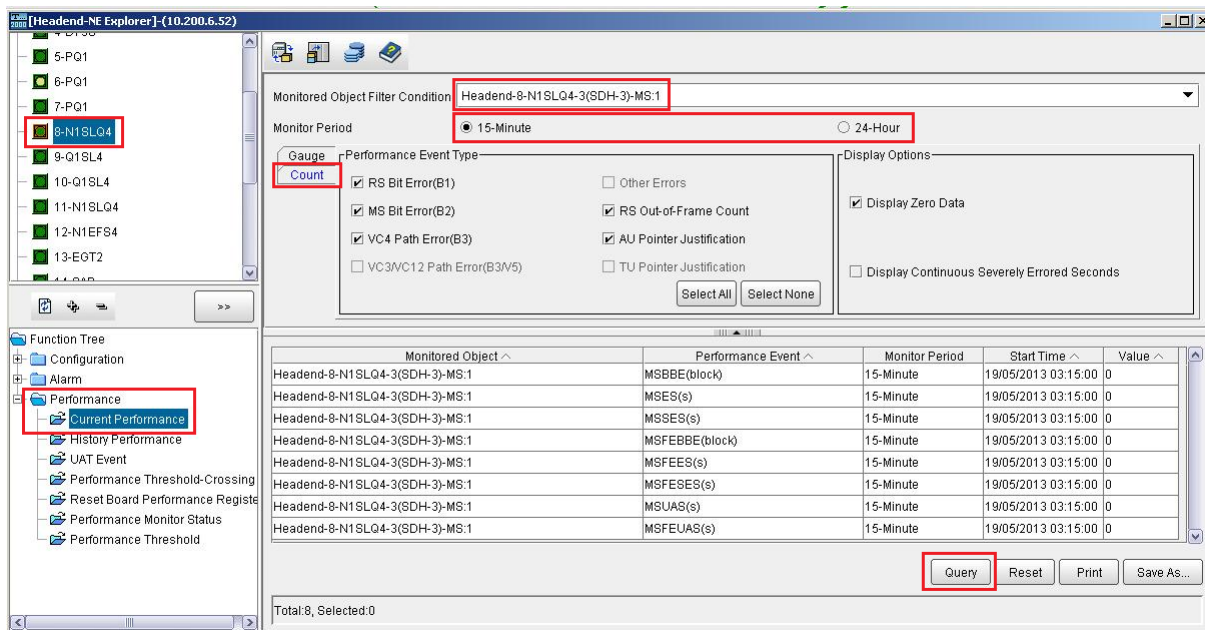 [Headend-NE Explorer]-(10.200.6.52)
5-PQ1
6-PQ1
7-PQ1
8-N1SLQ4
9-Q1SL4
10-Q1SL4
11-N1SLQ4
12-N1EFS4
13-EGT2
>>
Function Tree
Configuration
Alarm
Performance
Current Performance
History Performance
UAT Event
Performance Threshold-Crossing
Reset Board Performance Registe
Performance Monitor Status
Performance Threshold
Monitored Object Filter Condition Headend-8-N1SLQ4-3(SDH-3)-MS:1
Monitor Period 15-Minute 24-Hour
Gauge
Count
Performance Event Type
RS Bit Error(B1) Other Errors
MS Bit Error(B2) RS Out-of-Frame Count
VC4 Path Error(B3) AU Pointer Justification
VC3/VC12 Path Error(B3/V5) TU Pointer Justification
Select All Select None
Display Options
Display Zero Data
Display Continuous Severely Errored Seconds
Monitored Object Performance Event Monitor Period Start Time Value
Headend-8-N1SLQ4-3(SDH-3)-MS:1 MSBBE(block) 15-Minute 19/05/2013 03:15:00 0
Headend-8-N1SLQ4-3(SDH-3)-MS:1 MSES(s) 15-Minute 19/05/2013 03:15:00 0
Headend-8-N1SLQ4-3(SDH-3)-MS:1 MSSES(s) 15-Minute 19/05/2013 03:15:00 0
Headend-8-N1SLQ4-3(SDH-3)-MS:1 MSFEBBE(block) 15-Minute 19/05/2013 03:15:00 0
Headend-8-N1SLQ4-3(SDH-3)-MS:1 MSFEES(s) 15-Minute 19/05/2013 03:15:00 0
Headend-8-N1SLQ4-3(SDH-3)-MS:1 MSFESES(s) 15-Minute 19/05/2013 03:15:00 0
Headend-8-N1SLQ4-3(SDH-3)-MS:1 MSUAS(s) 15-Minute 19/05/2013 03:15:00 0
Headend-8-N1SLQ4-3(SDH-3)-MS:1 MSFEUAS(s) 15-Minute 19/05/2013 03:15:00 0
Query Reset Print Save As...
Total:8, Selected:0